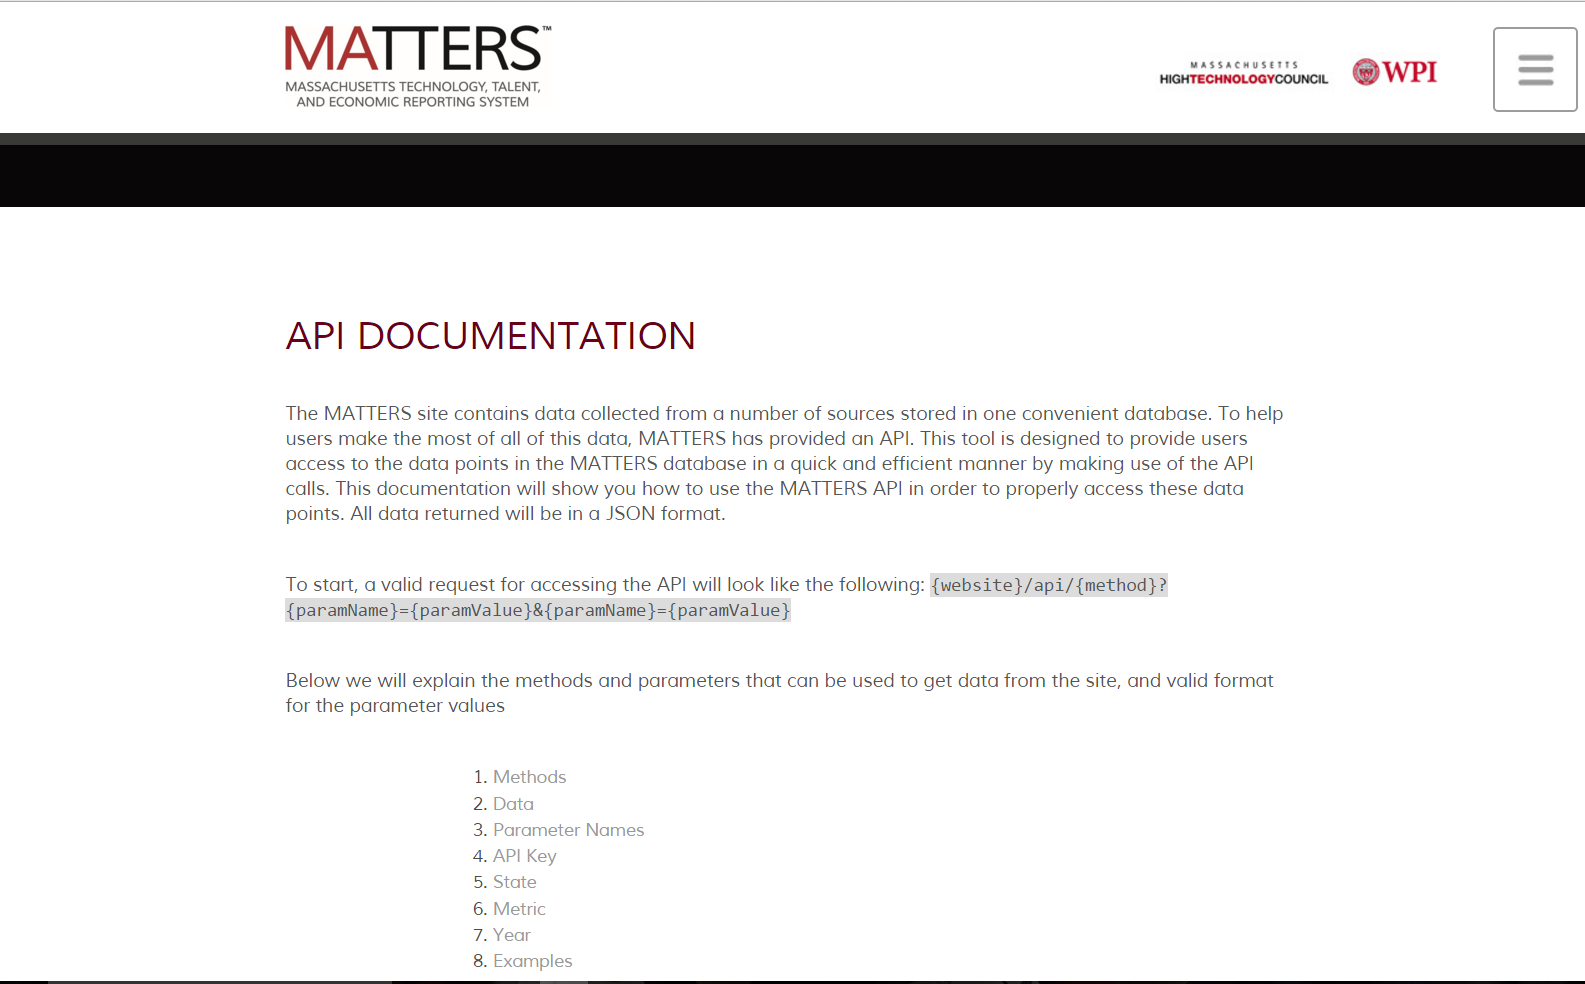 MATTERS™
MASSACHUSETTS TECHNOLOGY, TALENT,
AND ECONOMIC REPORTING SYSTEM
MASSACHUSETTS
HIGHTECHNOLOGYCOUNCIL
WPI
API DOCUMENTATION
The MATTERS site contains data collected from a number of sources stored in one convenient database. To help
users make the most of all of this data, MATTERS has provided an API. This tool is designed to provide users
access to the data points in the MATTERS database in a quick and efficient manner by making use of the API
calls. This documentation will show you how to use the MATTERS API in order to properly access these data
points. All data returned will be in a JSON format.
To start, a valid request for accessing the API will look like the following: {website}/api/{method}?
{paramName}={paramValue}&{paramName}={paramValue}
Below we will explain the methods and parameters that can be used to get data from the site, and valid format
for the parameter values
1. Methods
2. Data
3. Parameter Names
4. API Key
5. State
6. Metric
7. Year
8. Examples